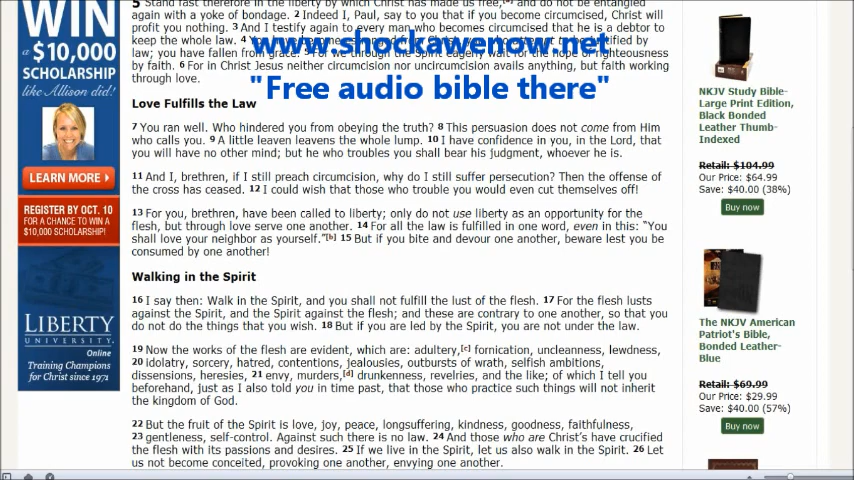 WIN
a $10,000
SCHOLARSHIP
like Allison did!
LEARN MORE
REGISTER BY OCT. 10
FOR A CHANCE TO WIN A
$10,000 SCHOLARSHIP!
LIBERTY
UNIVERSITY
Online
Training Champions
for Christ since 1971
5 Stand fast therefore in the liberty by which Christ has made us free, and do not be entangled
again with a yoke of bondage. 2 Indeed I, Paul, say to you that if you become circumcised, Christ will
profit you nothing. 3 And I testify again to every man who becomes circumcised that he is a debtor to
keep the whole law. 4
www.shockawenow.net
law; you have fallen from grace. 5 For we through the Spirit eagerly wait for the hope of righteousness
by faith. 6 For in Christ Jesus neither circumcision nor uncircumcision avails anything, but faith working
through love.
"Free audio bible there"
Love Fulfills the Law
7 You ran well. Who hindered you from obeying the truth? 8 This persuasion does not come from Him
who calls you. 9 A little leaven leavens the whole lump. 10 I have confidence in you, in the Lord, that
you will have no other mind; but he who troubles you shall bear his judgment, whoever he is.
11 And I, brethren, if I still preach circumcision, why do I still suffer persecution? Then the offense of
the cross has ceased. 12 I could wish that those who trouble you would even cut themselves off!
13 For you, brethren, have been called to liberty; only do not use liberty as an opportunity for the
flesh, but through love serve one another. 14 For all the law is fulfilled in one word, even in this: “You
shall love your neighbor as yourself.”[b] 15 But if you bite and devour one another, beware lest you be
consumed by one another!
Walking in the Spirit
16 I say then: Walk in the Spirit, and you shall not fulfill the lust of the flesh. 17 For the flesh lusts
against the Spirit, and the Spirit against the flesh; and these are contrary to one another, so that you
do not do the things that you wish. 18 But if you are led by the Spirit, you are not under the law.
19 Now the works of the flesh are evident, which are: adultery,[c] fornication, uncleanness, lewdness,
20 idolatry, sorcery, hatred, contentions, jealousies, outbursts of wrath, selfish ambitions,
dissensions, heresies, 21 envy, murders,[d] drunkenness, revelries, and the like; of which I tell you
beforehand, just as I also told you in time past, that those who practice such things will not inherit
the kingdom of God.
22 But the fruit of the Spirit is love, joy, peace, longsuffering, kindness, goodness, faithfulness,
23 gentleness, self-control. Against such there is no law. 24 And those who are Christ’s have crucified
the flesh with its passions and desires. 25 If we live in the Spirit, let us also walk in the Spirit. 26 Let
us not become conceited, provoking one another, envying one another.
NKJV Study Bible-
Large Print Edition,
Black Bonded
Leather Thumb-
Indexed
Retail: $104.99
Our Price: $64.99
Save: $40.00 (38%)
Buy now
The NKJV American
Patriot's Bible,
Bonded Leather-
Blue
Retail: $69.99
Our Price: $29.99
Save: $40.00 (57%)
Buy now